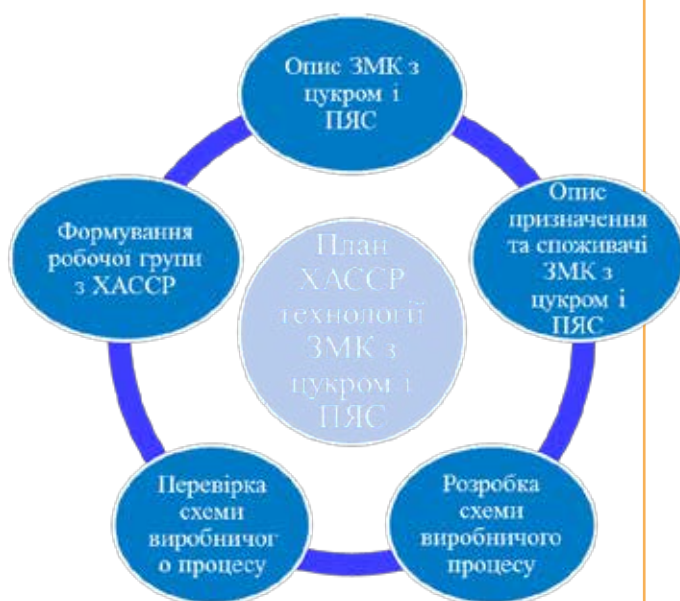 Опис ЗМК з
цукром і
ПЯС
Опис
призначення
та споживачі
ЗМК з
цукром і
ПЯС
Розробка
схеми
виробничого
процесу
Перевірка
схеми
виробничог
о процесу
Формування
робочої групи
з ХАССР
План
ХАССР
технології
ЗМК з
цукром і
ПЯС